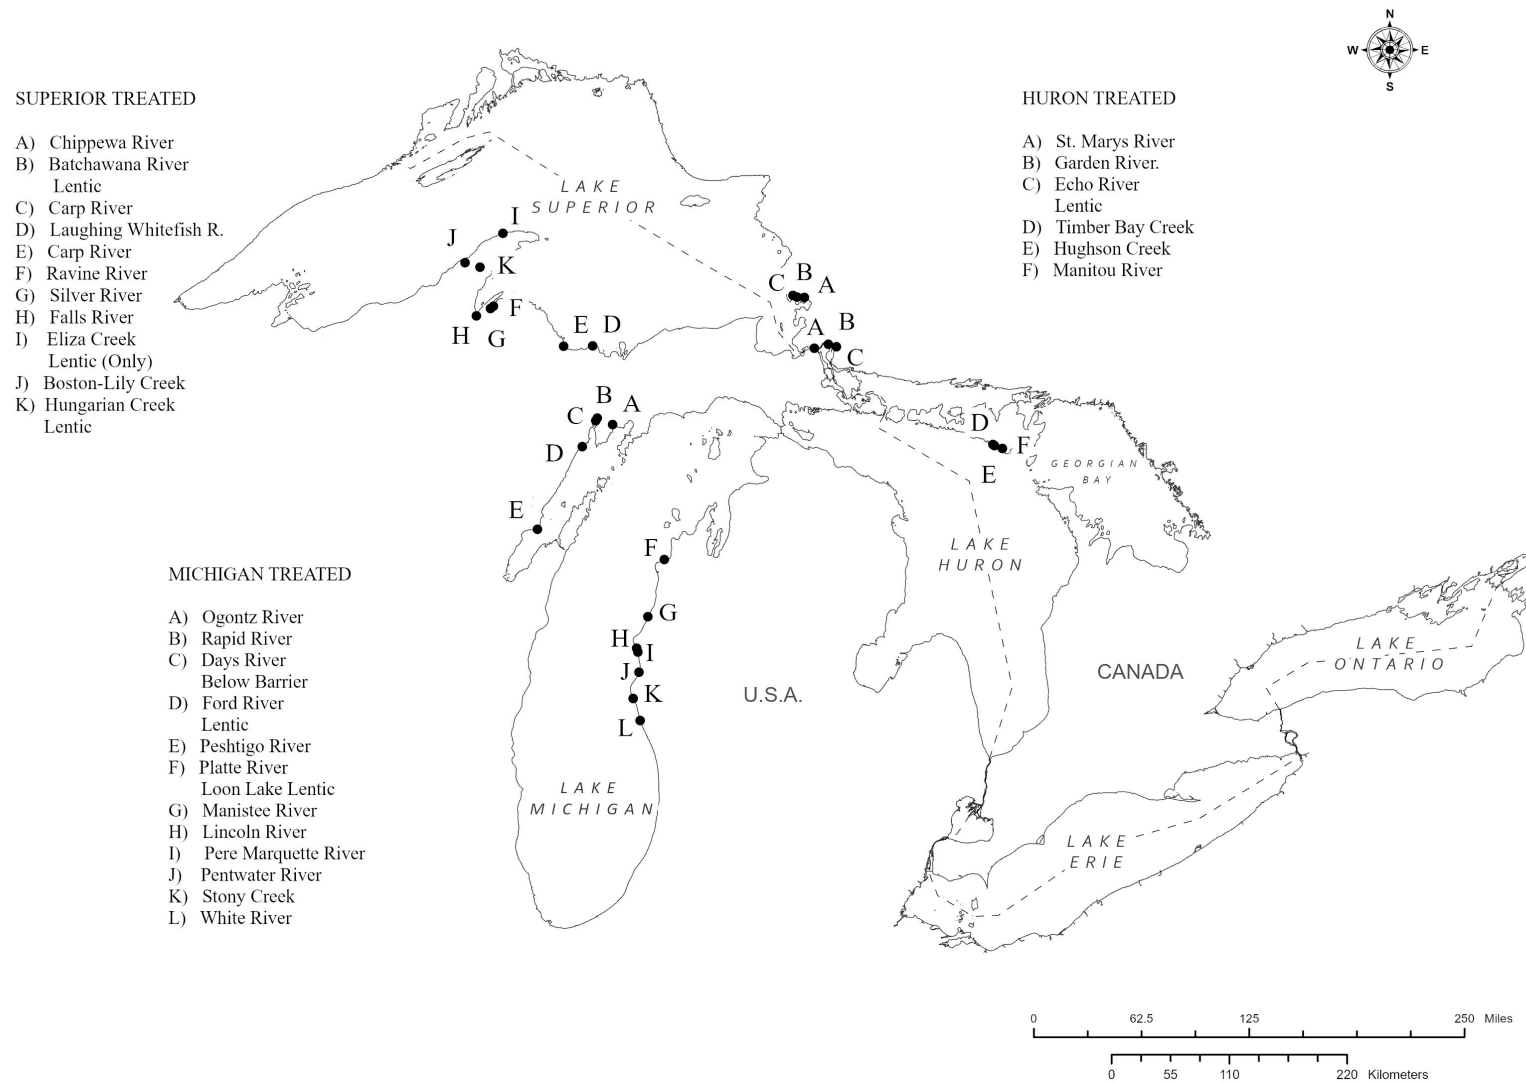 N
W E
S
SUPERIOR TREATED
A) Chippewa River
B) Batchawana River
Lentic
C) Carp River
D) Laughing Whitefish R.
E) Carp River
F) Ravine River
G) Silver River
H) Falls River
I) Eliza Creek
Lentic (Only)
J) Boston-Lily Creek
K) Hungarian Creek
Lentic
HURON TREATED
A) St. Marys River
B) Garden River.
C) Echo River
Lentic
D) Timber Bay Creek
E) Hughson Creek
F) Manitou River
LAKE
SUPERIOR
I
J
K
F
H
G
E
D
C
B
A
A
B
C
B
C
A
D
E
D
F
E
GEORGIAN
BAY
LAKE
HURON
F
G
H
I
J
K
L
U.S.A.
CANADA
LAKE
ONTARIO
LAKE
MICHIGAN
LAKE
ERIE
MICHIGAN TREATED
A) Ogontz River
B) Rapid River
C) Days River
Below Barrier
D) Ford River
Lentic
E) Peshtigo River
F) Platte River
Loon Lake Lentic
G) Manistee River
H) Lincoln River
I) Pere Marquette River
J) Pentwater River
K) Stony Creek
L) White River
0 62.5 125 250 Miles
0 55 110 220 Kilometers